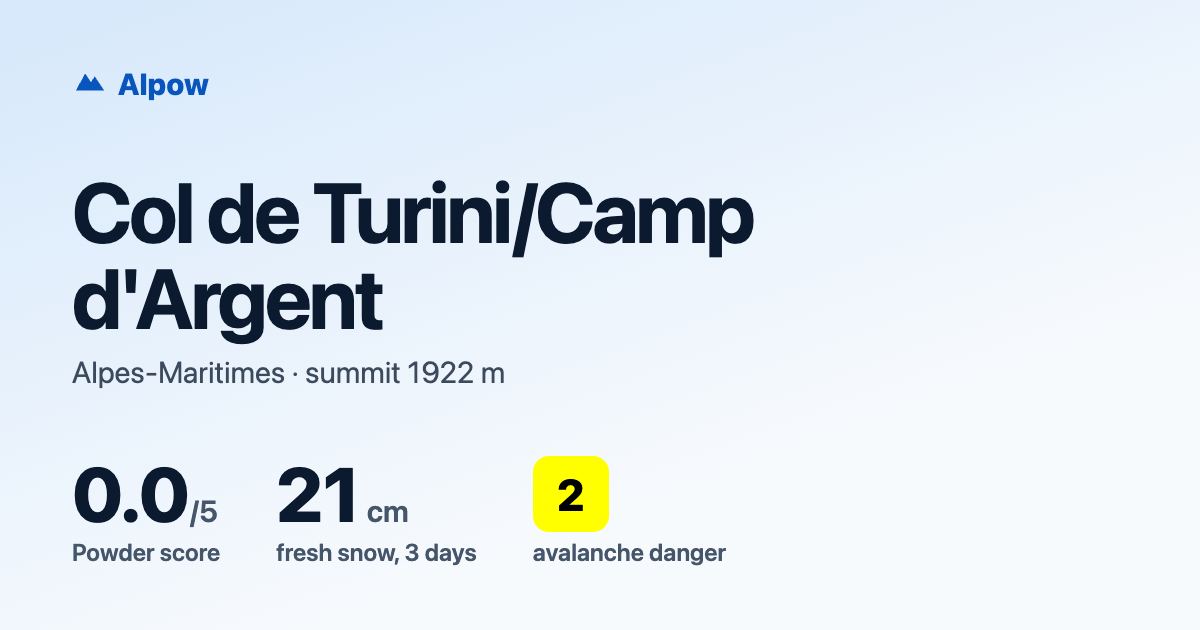 Alpow
Col de Turini/Camp
d'Argent
Alpes-Maritimes · summit 1922 m
0.0/5
21 cm
2
Powder score
fresh snow, 3 days
avalanche danger